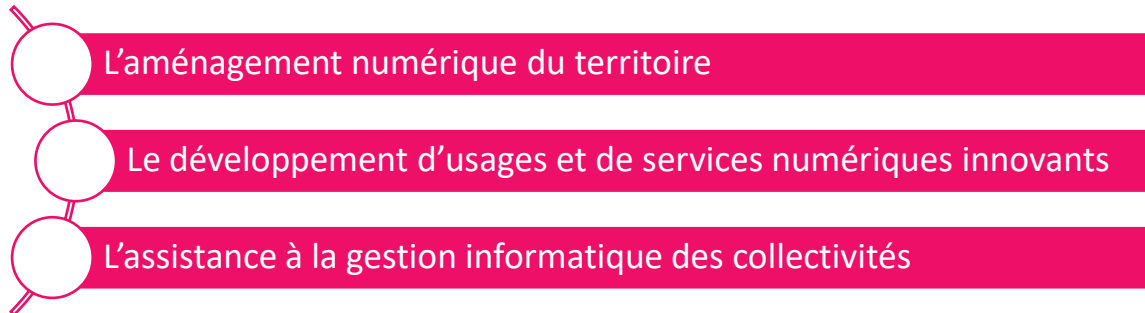 L’aménagement numérique du territoire
Le développement d’usages et de services numériques innovants
L’assistance à la gestion informatique des collectivités